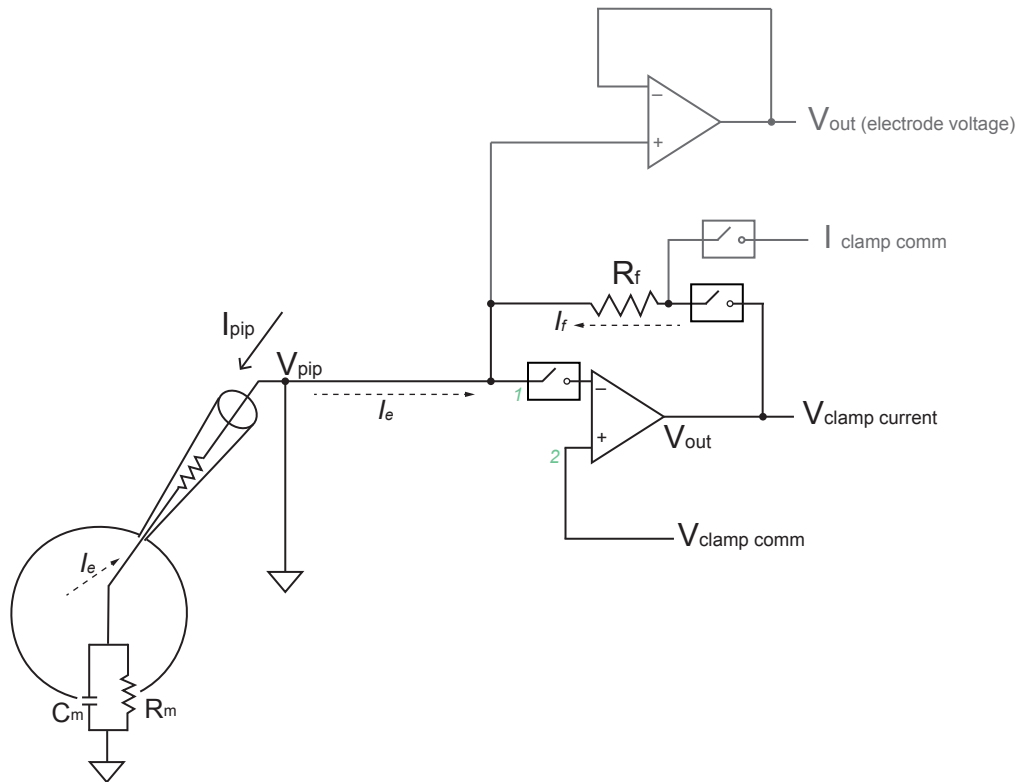 −
+
Vout (electrode voltage)
I clamp comm
Rf
If
Ipip
Vpip
Ie
1
−
+
2
Vout
Vclamp current
Vclamp comm
Ie
Cm
Rm